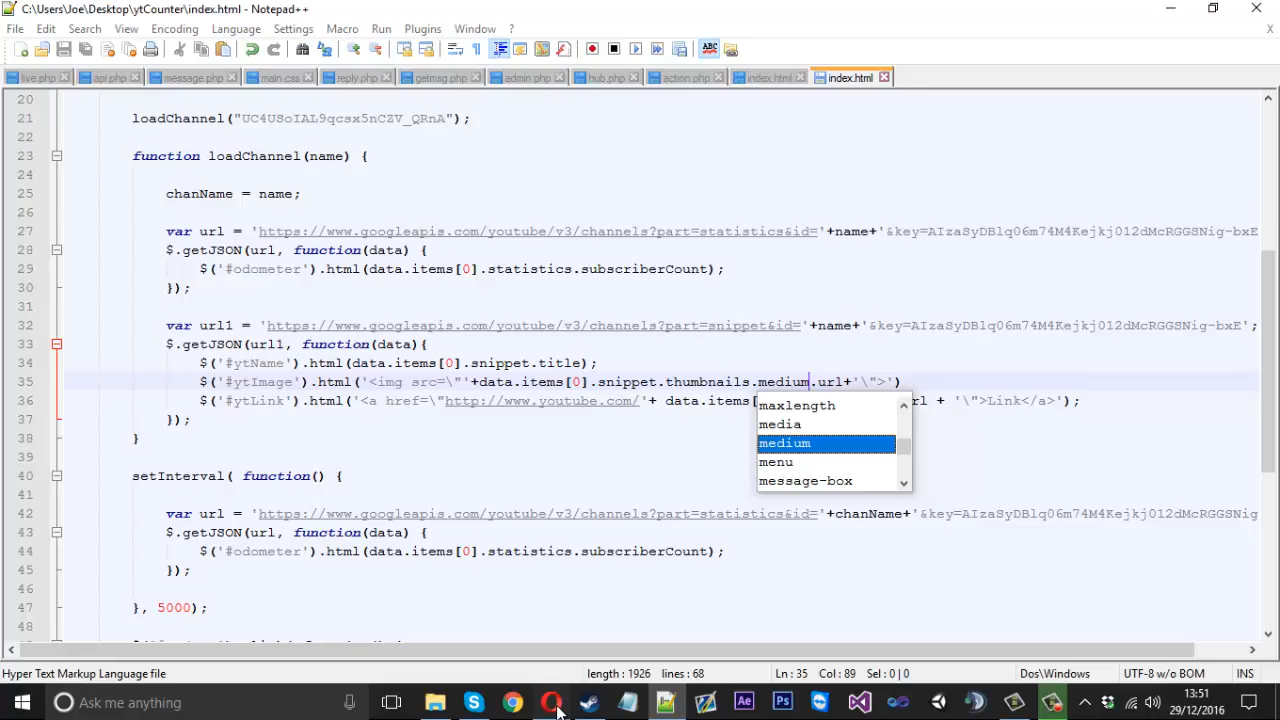 C:\Users\Joe\Desktop\ytCounter\index.html - Notepad++
File Edit Search View Encoding Language Settings Macro Run Plugins Window ? X
live.php api.php message.php main.css reply.php getmsg.php admin.php hub.php action.php index.html index.html
20
21 loadChannel("UC4USoIAL9qcsx5nCZV_QRnA");
22
23 function loadChannel(name) {
24
25 chanName = name;
26
27 var url = 'https://www.googleapis.com/youtube/v3/channels?part=statistics&id='+name+'&key=AIzaSyDBlq06m74M4Kejkj012dMcRGGSNig-bxE
28 $.getJSON(url, function(data) {
29 $('#odometer').html(data.items[0].statistics.subscriberCount);
30 });
31
32 var url1 = 'https://www.googleapis.com/youtube/v3/channels?part=snippet&id='+name+'&key=AIzaSyDBlq06m74M4Kejkj012dMcRGGSNig-bxE';
33 $.getJSON(url1, function(data){
34 $('#ytName').html(data.items[0].snippet.title);
35 $('#ytImage').html('<img src=\"'+data.items[0].snippet.thumbnails.medium.url+'\">')
36 $('#ytLink').html('<a href=\"http://www.youtube.com/'+ data.items[ rl + '\">Link</a>');
maxlength
media
medium
menu
message-box
37 });
38 }
39
40 setInterval( function() {
41
42 var url = 'https://www.googleapis.com/youtube/v3/channels?part=statistics&id='+chanName+'&key=AIzaSyDBlq06m74M4Kejkj012dMcRGGSNig
43 $.getJSON(url, function(data) {
44 $('#odometer').html(data.items[0].statistics.subscriberCount);
45 });
46
47 }, 5000);
48
Hyper Text Markup Language file length : 1926 lines : 68 Ln : 35 Col : 89 Sel : 0 | 0 Dos\Windows UTF-8 w/o BOM INS
Ask me anything
13:51
29/12/2016